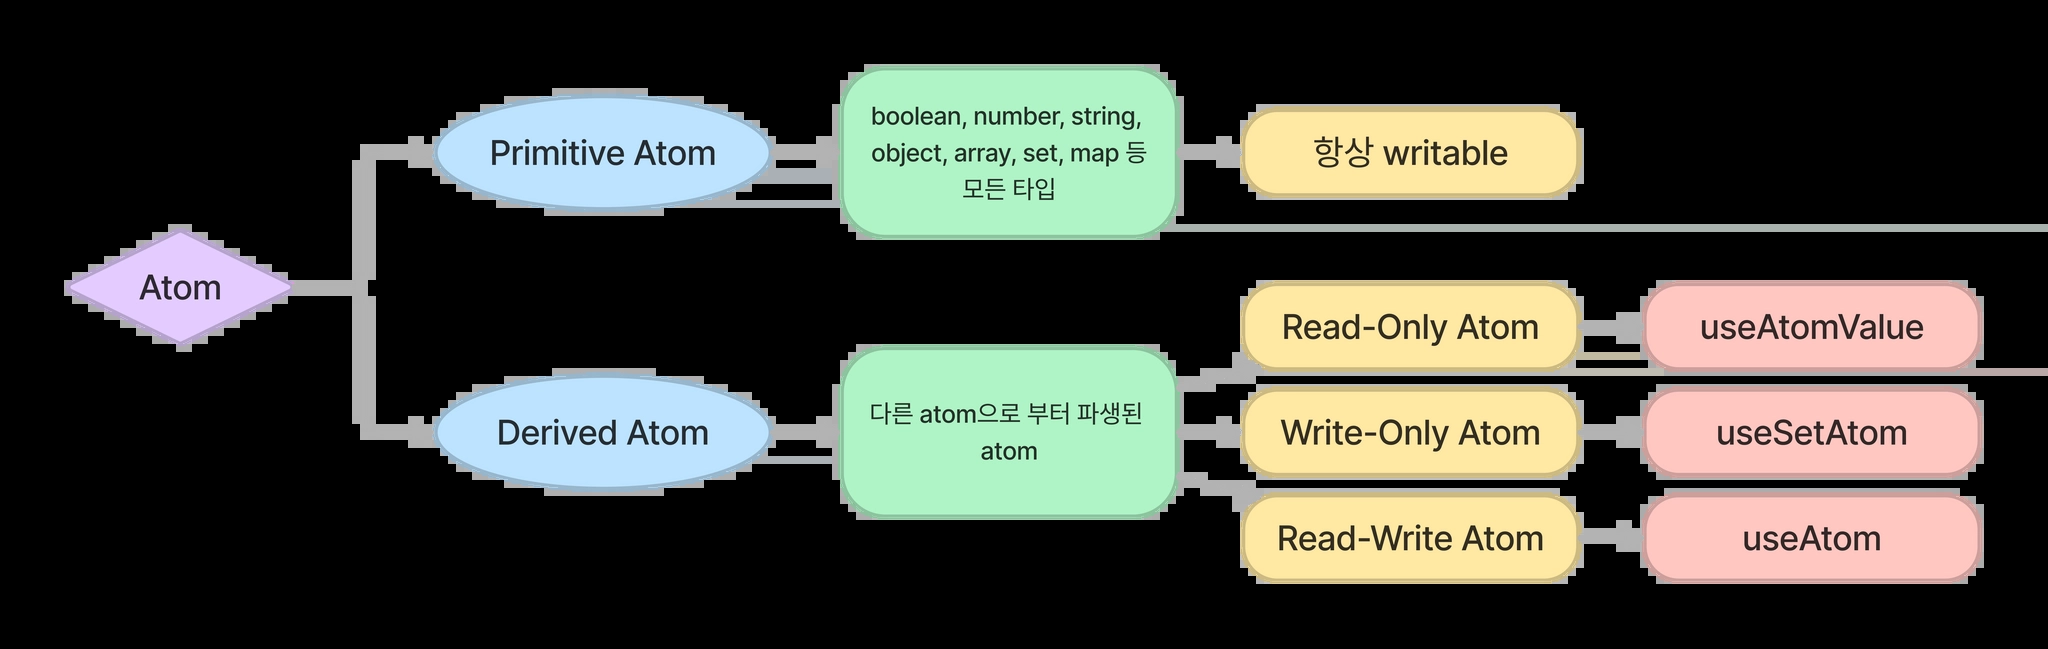 Atom
Primitive Atom
boolean, number, string,
object, array, set, map 등
모든 타입
항상 writable
Derived Atom
다른 atom으로 부터 파생된
atom
Read-Only Atom
useAtomValue
Write-Only Atom
useSetAtom
Read-Write Atom
useAtom